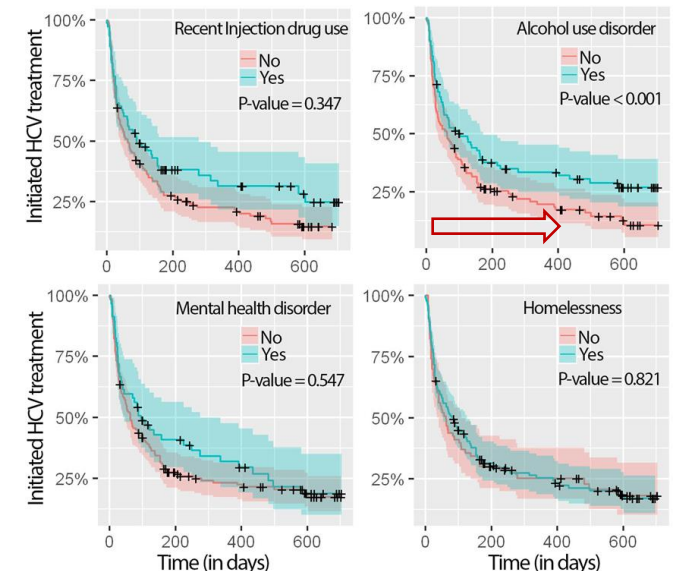 Recent Injection drug use
No
Yes
P-value = 0.347
100%
75%
50%
25%
0 200 400 600
Initiated HCV treatment
Alcohol use disorder
No
Yes
P-value < 0.001
100%
75%
50%
25%
0 200 400 600
Mental health disorder
No
Yes
P-value = 0.547
100%
75%
50%
25%
0 200 400 600
Initiated HCV treatment
Time (in days)
Homelessness
No
Yes
P-value = 0.821
100%
75%
50%
25%
0 200 400 600
Time (in days)